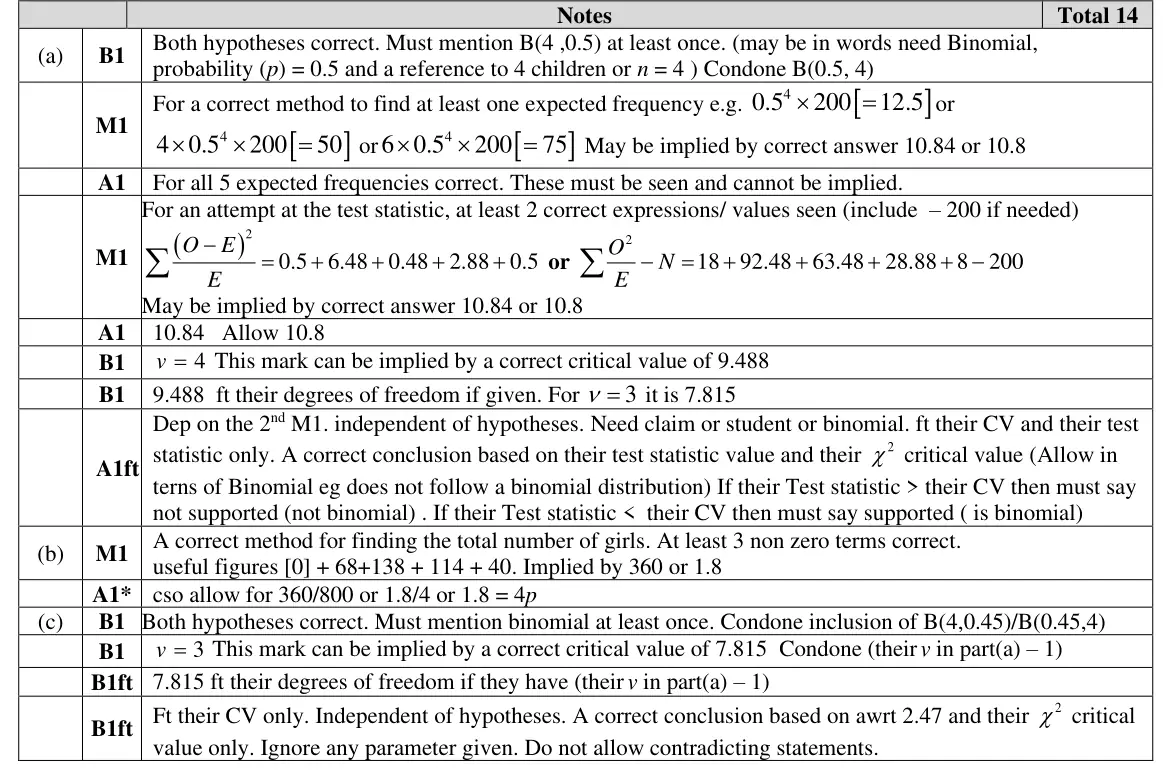 Notes Total 14
(a) B1 Both hypotheses correct. Must mention B(4 ,0.5) at least once. (may be in words need Binomial,
probability (p) = 0.5 and a reference to 4 children or n = 4 ) Condone B(0.5, 4)
M1 For a correct method to find at least one expected frequency e.g. 0.5⁴ × 200 [= 12.5] or
4 × 0.5⁴ × 200 [= 50] or 6 × 0.5⁴ × 200 [= 75] May be implied by correct answer 10.84 or 10.8
A1 For all 5 expected frequencies correct. These must be seen and cannot be implied.
M1 For an attempt at the test statistic, at least 2 correct expressions/ values seen (include – 200 if needed)
∑ (O − E)²/E = 0.5 + 6.48 + 0.48 + 2.88 + 0.5 or ∑ O²/E − N = 18 + 92.48 + 63.48 + 28.88 + 8 − 200
May be implied by correct answer 10.84 or 10.8
A1 10.84 Allow 10.8
B1 ν = 4 This mark can be implied by a correct critical value of 9.488
B1 9.488 ft their degrees of freedom if given. For ν = 3 it is 7.815
A1ft Dep on the 2nd M1. independent of hypotheses. Need claim or student or binomial. ft their CV and their test
statistic only. A correct conclusion based on their test statistic value and their χ² critical value (Allow in
terns of Binomial eg does not follow a binomial distribution) If their Test statistic > their CV then must say
not supported (not binomial) . If their Test statistic < their CV then must say supported ( is binomial)
(b) M1 A correct method for finding the total number of girls. At least 3 non zero terms correct.
useful figures [0] + 68+138 + 114 + 40. Implied by 360 or 1.8
A1* cso allow for 360/800 or 1.8/4 or 1.8 = 4p
(c) B1 Both hypotheses correct. Must mention binomial at least once. Condone inclusion of B(4,0.45)/B(0.45,4)
B1 ν = 3 This mark can be implied by a correct critical value of 7.815 Condone (their ν in part(a) – 1)
B1ft 7.815 ft their degrees of freedom if they have (their ν in part(a) – 1)
B1ft Ft their CV only. Independent of hypotheses. A correct conclusion based on awrt 2.47 and their χ² critical
value only. Ignore any parameter given. Do not allow contradicting statements.